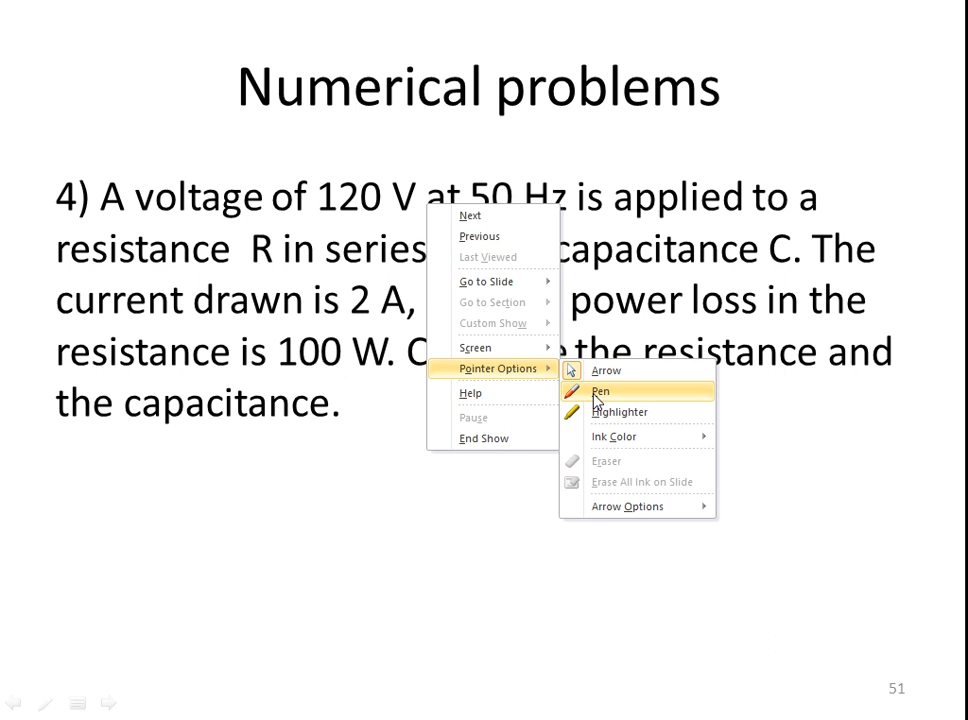 Numerical problems
4) A voltage of 120 V at 50 Hz is applied to a
resistance R in series capacitance C. The
current drawn is 2 A, power loss in the
resistance is 100 W. the resistance and
the capacitance.
Next
Previous
Last Viewed
Go to Slide
Go to Section
Custom Show
Screen
Pointer Options
Help
Pause
End Show
Arrow
Pen
Highlighter
Ink Color
Eraser
Erase All Ink on Slide
Arrow Options
51